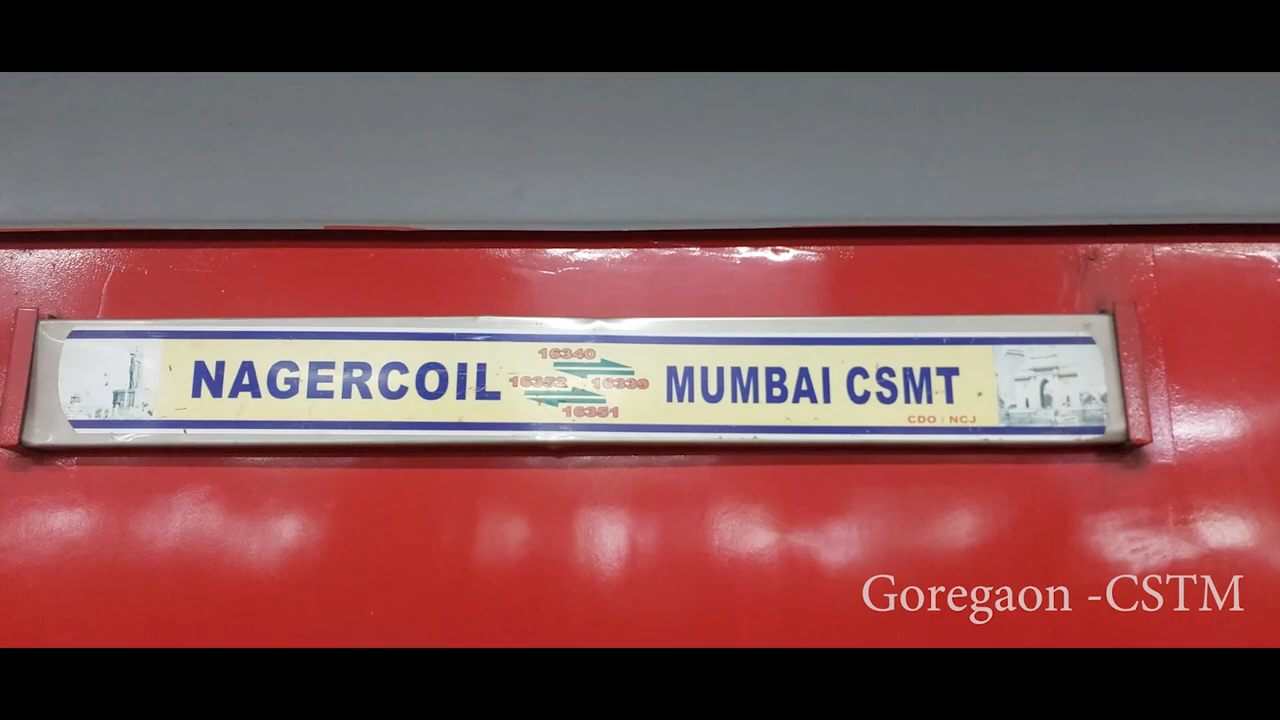 NAGERCOIL
16340
16352 16339
16351
MUMBAI CSMT
CDO / NCJ
Goregaon -CSTM